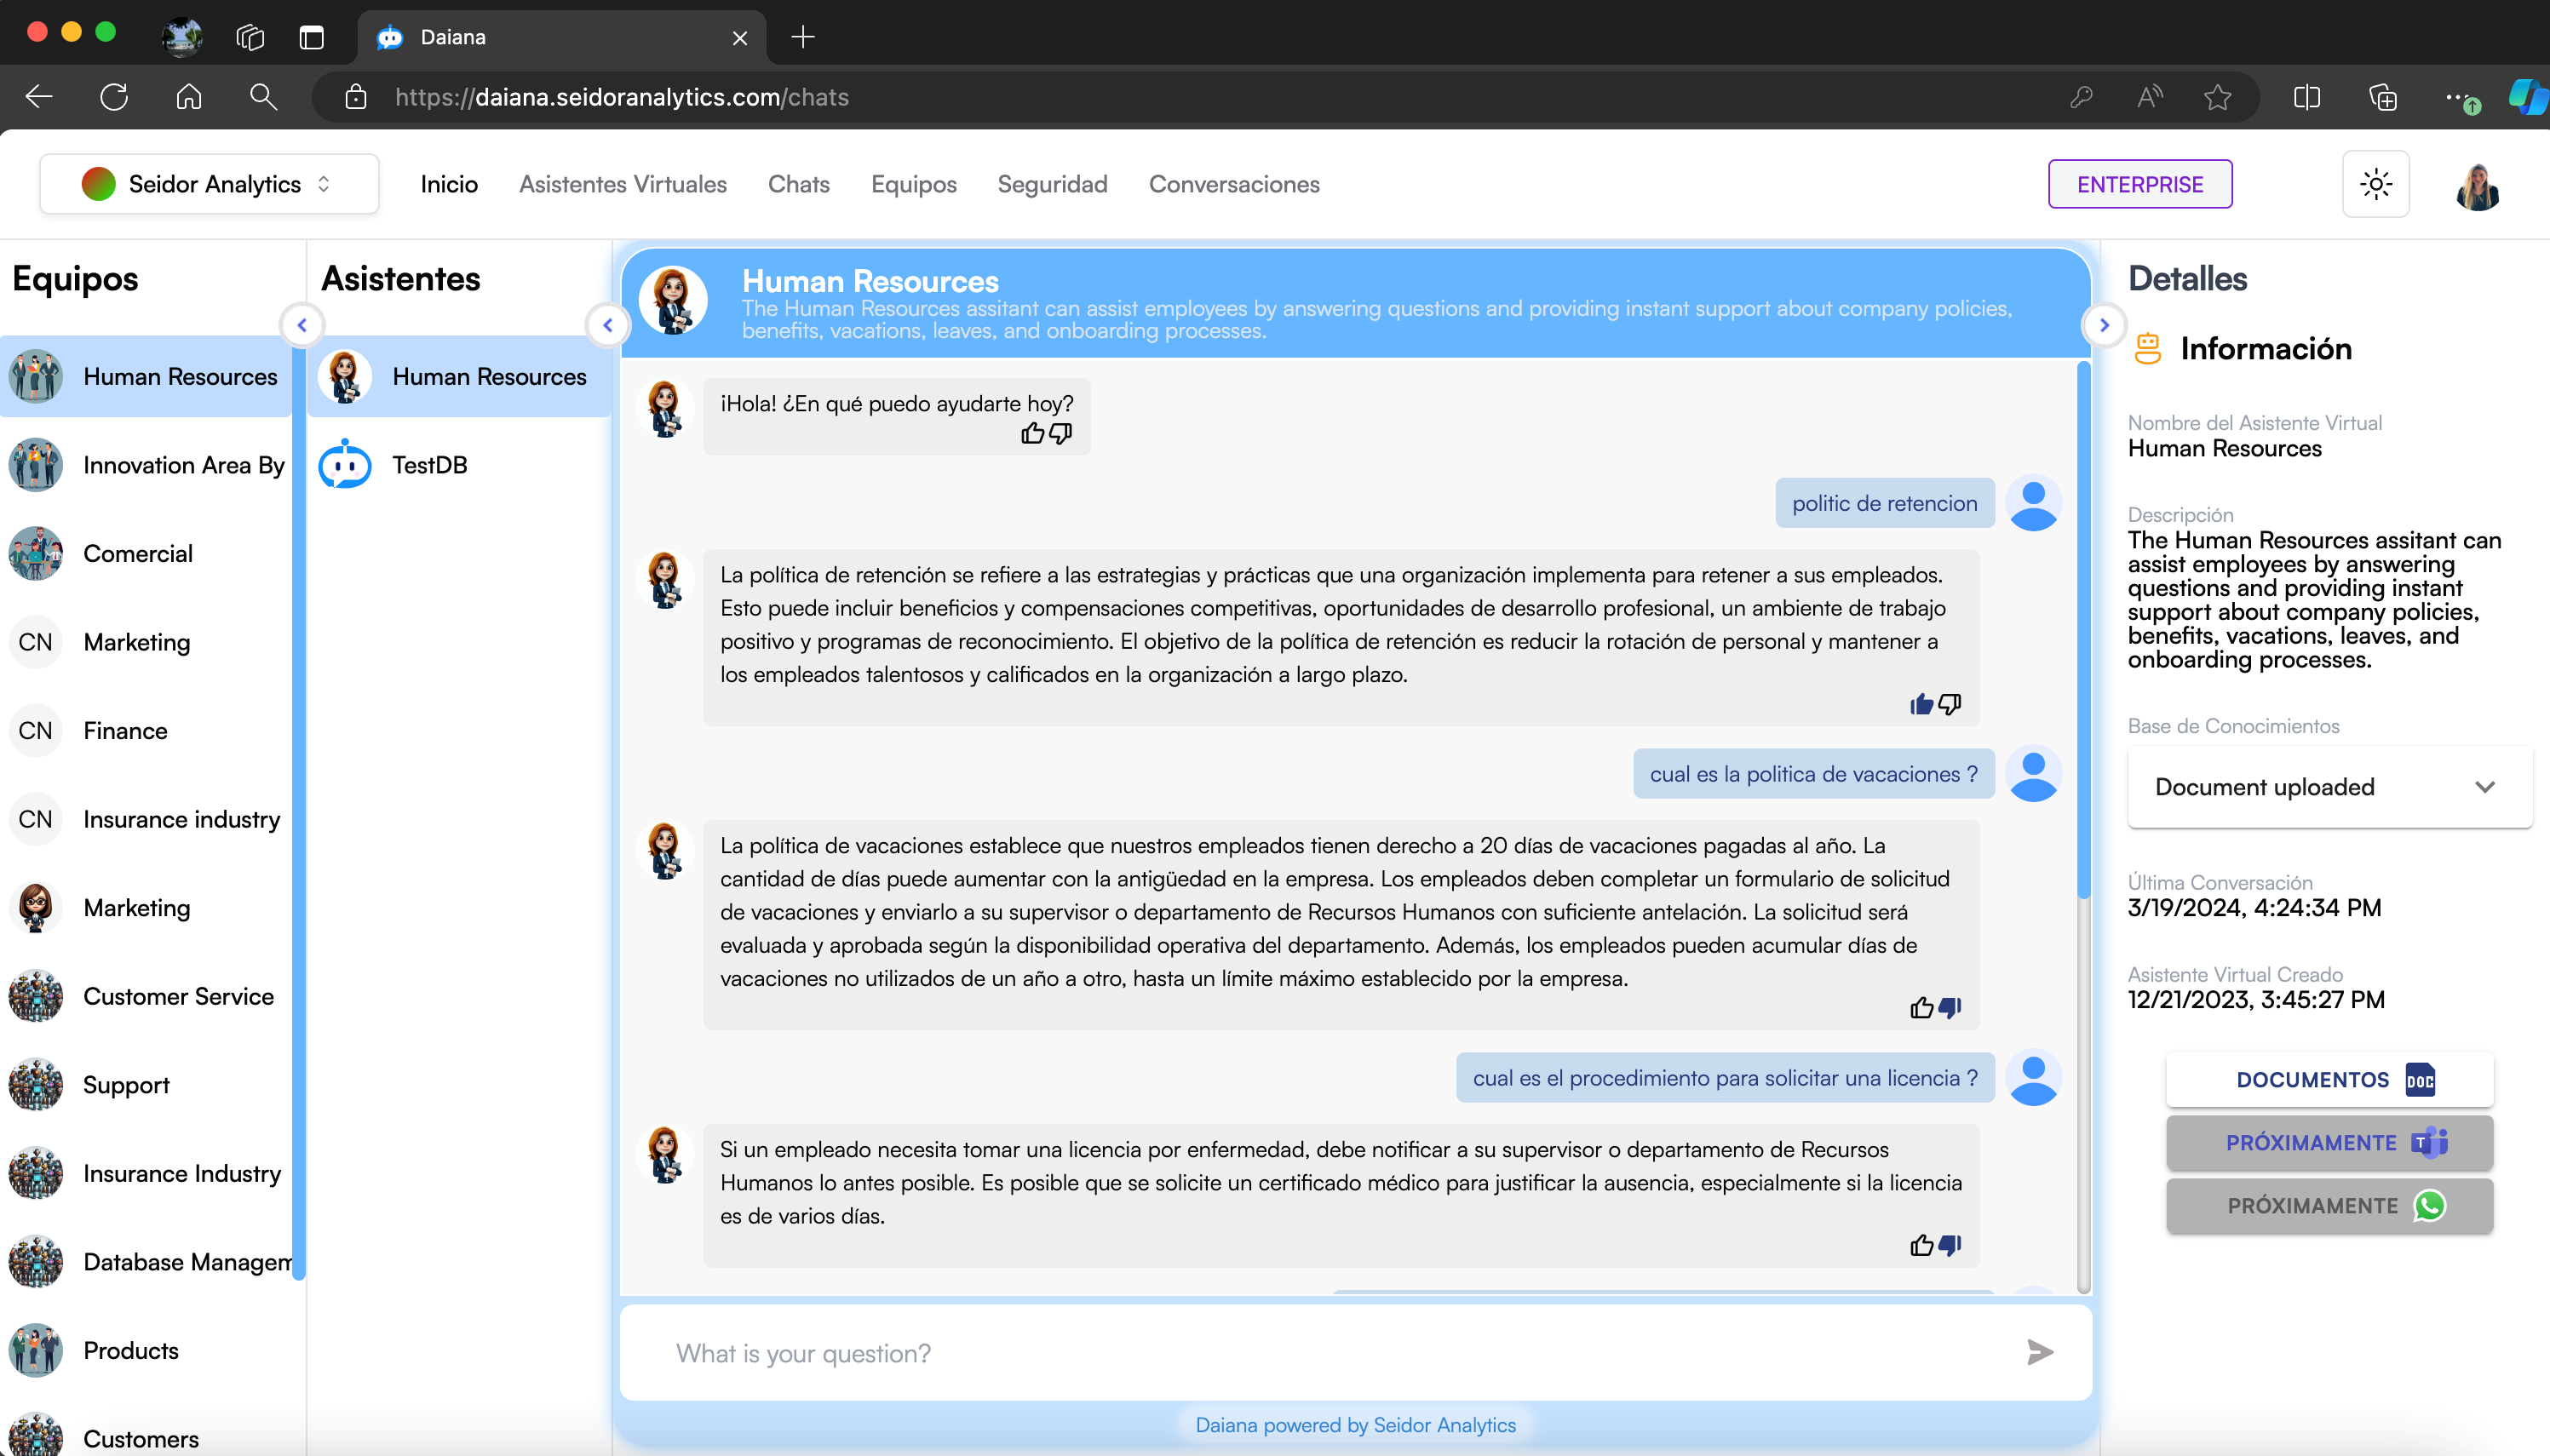 Daiana
https://daiana.seidoranalytics.com/chats
Seidor Analytics
Inicio
Asistentes Virtuales
Chats
Equipos
Seguridad
Conversaciones
ENTERPRISE
Equipos
Human Resources
Innovation Area By
Comercial
CN Marketing
CN Finance
CN Insurance industry
Marketing
Customer Service
Support
Insurance Industry
Database Managem
Products
Customers
Asistentes
Human Resources
TestDB
Human Resources
The Human Resources assitant can assist employees by answering questions and providing instant support about company policies,
benefits, vacations, leaves, and onboarding processes.
¡Hola! ¿En qué puedo ayudarte hoy?
politic de retencion
La política de retención se refiere a las estrategias y prácticas que una organización implementa para retener a sus empleados.
Esto puede incluir beneficios y compensaciones competitivas, oportunidades de desarrollo profesional, un ambiente de trabajo
positivo y programas de reconocimiento. El objetivo de la política de retención es reducir la rotación de personal y mantener a
los empleados talentosos y calificados en la organización a largo plazo.
cual es la politica de vacaciones ?
La política de vacaciones establece que nuestros empleados tienen derecho a 20 días de vacaciones pagadas al año. La
cantidad de días puede aumentar con la antigüedad en la empresa. Los empleados deben completar un formulario de solicitud
de vacaciones y enviarlo a su supervisor o departamento de Recursos Humanos con suficiente antelación. La solicitud será
evaluada y aprobada según la disponibilidad operativa del departamento. Además, los empleados pueden acumular días de
vacaciones no utilizados de un año a otro, hasta un límite máximo establecido por la empresa.
cual es el procedimiento para solicitar una licencia ?
Si un empleado necesita tomar una licencia por enfermedad, debe notificar a su supervisor o departamento de Recursos
Humanos lo antes posible. Es posible que se solicite un certificado médico para justificar la ausencia, especialmente si la licencia
es de varios días.
What is your question?
Daiana powered by Seidor Analytics
Detalles
Información
Nombre del Asistente Virtual
Human Resources
Descripción
The Human Resources assitant can
assist employees by answering
questions and providing instant
support about company policies,
benefits, vacations, leaves, and
onboarding processes.
Base de Conocimientos
Document uploaded
Última Conversación
3/19/2024, 4:24:34 PM
Asistente Virtual Creado
12/21/2023, 3:45:27 PM
DOCUMENTOS DOC
PRÓXIMAMENTE T
PRÓXIMAMENTE